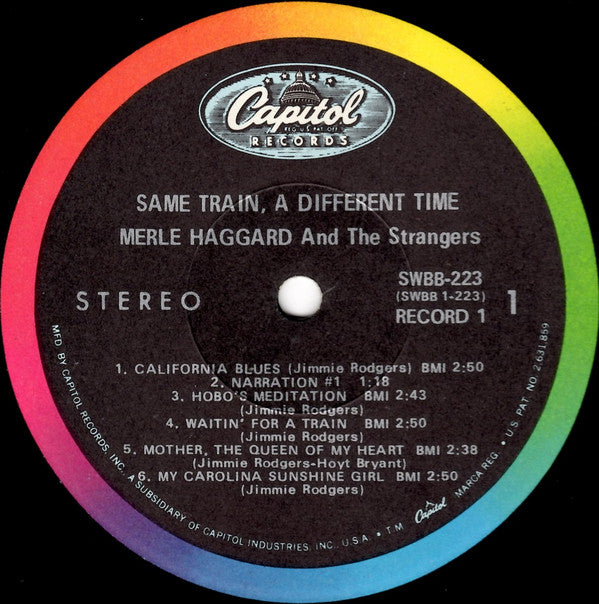 Capitol
REG. U.S. PAT. OFF.
RECORDS
SAME TRAIN, A DIFFERENT TIME
MERLE HAGGARD And The Strangers
STEREO
SWBB-223
(SWBB 1-223)
RECORD 1
1
1. CALIFORNIA BLUES (Jimmie Rodgers) BMI 2:50
2. NARRATION #1 1:18
3. HOBO'S MEDITATION BMI 2:43
(Jimmie Rodgers)
4. WAITIN' FOR A TRAIN BMI 2:50
(Jimmie Rodgers)
5. MOTHER, THE QUEEN OF MY HEART BMI 2:38
(Jimmie Rodgers-Hoyt Bryant)
6. MY CAROLINA SUNSHINE GIRL BMI 2:50
(Jimmie Rodgers)
MFD. BY CAPITOL RECORDS, INC., A SUBSIDIARY OF CAPITOL INDUSTRIES, INC., U.S.A. • T.M. Capitol MARCA REG. • U.S. PAT. NO. 2,631,859